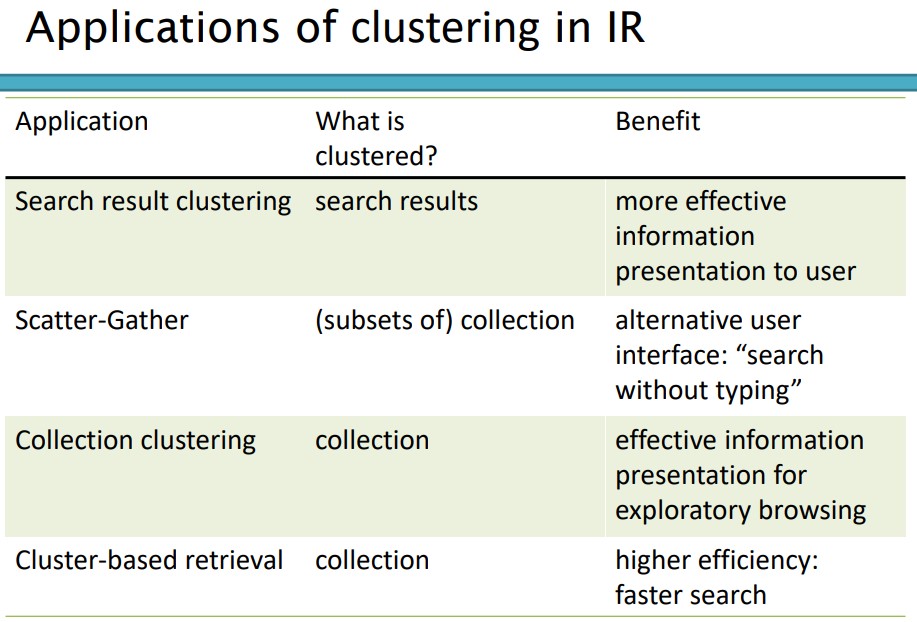 Applications of clustering in IR
Application
What is
clustered?
Benefit
Search result clustering
search results
more effective
information
presentation to user
Scatter-Gather
(subsets of) collection
alternative user
interface: “search
without typing”
Collection clustering
collection
effective information
presentation for
exploratory browsing
Cluster-based retrieval
collection
higher efficiency:
faster search